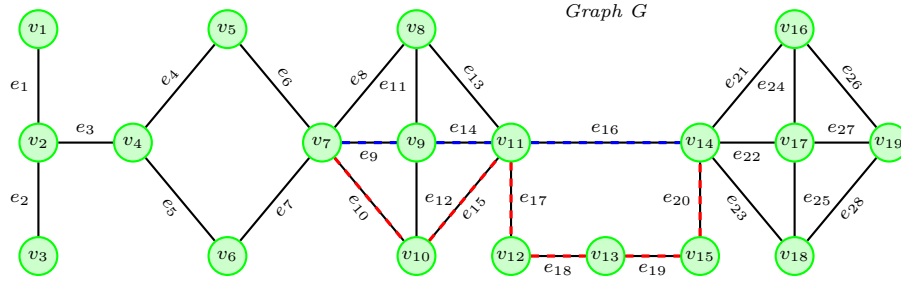 Graph G
v1 v5 v8 v16
e1 e4 e6 e8 e11 e13 e21 e24 e26
e3 e14 e16 e27
v2 v4 v7 v9 v11 v14 v17 v19
e9 e22
e2 e5 e7 e10 e12 e15 e17 e20 e23 e25 e28
v3 v6 v10 v12 v13 v15 v18
e18 e19